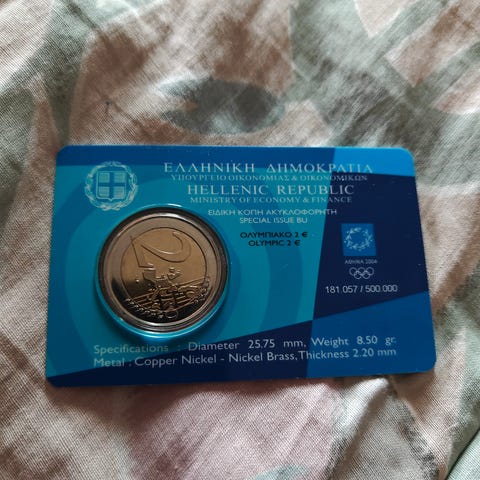 ΕΛΛΗΝΙΚΗ ΔΗΜΟΚΡΑΤΙΑ
ΥΠΟΥΡΓΕΙΟ ΟΙΚΟΝΟΜΙΑΣ & ΟΙΚΟΝΟΜΙΚΩΝ
HELLENIC REPUBLIC
MINISTRY OF ECONOMY & FINANCE
ΕΙΔΙΚΗ ΚΟΠΗ ΑΚΥΚΛΟΦΟΡΗΤΗ
SPECIAL ISSUE BU
ΟΛΥΜΠΙΑΚΟ 2 €
OLYMPIC 2 €
ΑΘΗΝΑ 2004
181.057 / 500.000
2
Specifications : Diameter 25.75 mm, Weight 8.50 gr.
Metal : Copper Nickel - Nickel Brass, Thickness 2.20 mm